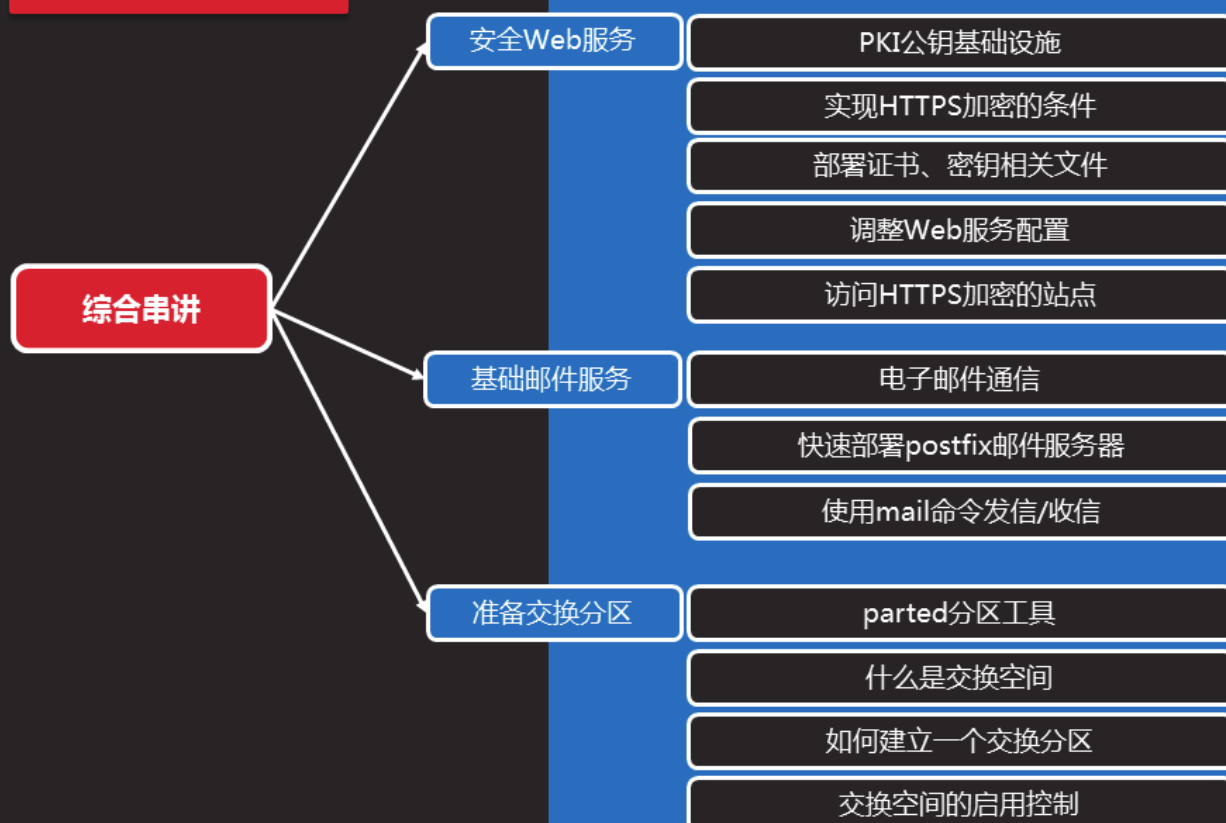 安全Web服务
PKI公钥基础设施
实现HTTPS加密的条件
部署证书、密钥相关文件
调整Web服务配置
访问HTTPS加密的站点
综合串讲
基础邮件服务
电子邮件通信
快速部署postfix邮件服务器
使用mail命令发信/收信
准备交换分区
parted分区工具
什么是交换空间
如何建立一个交换分区
交换空间的启用控制